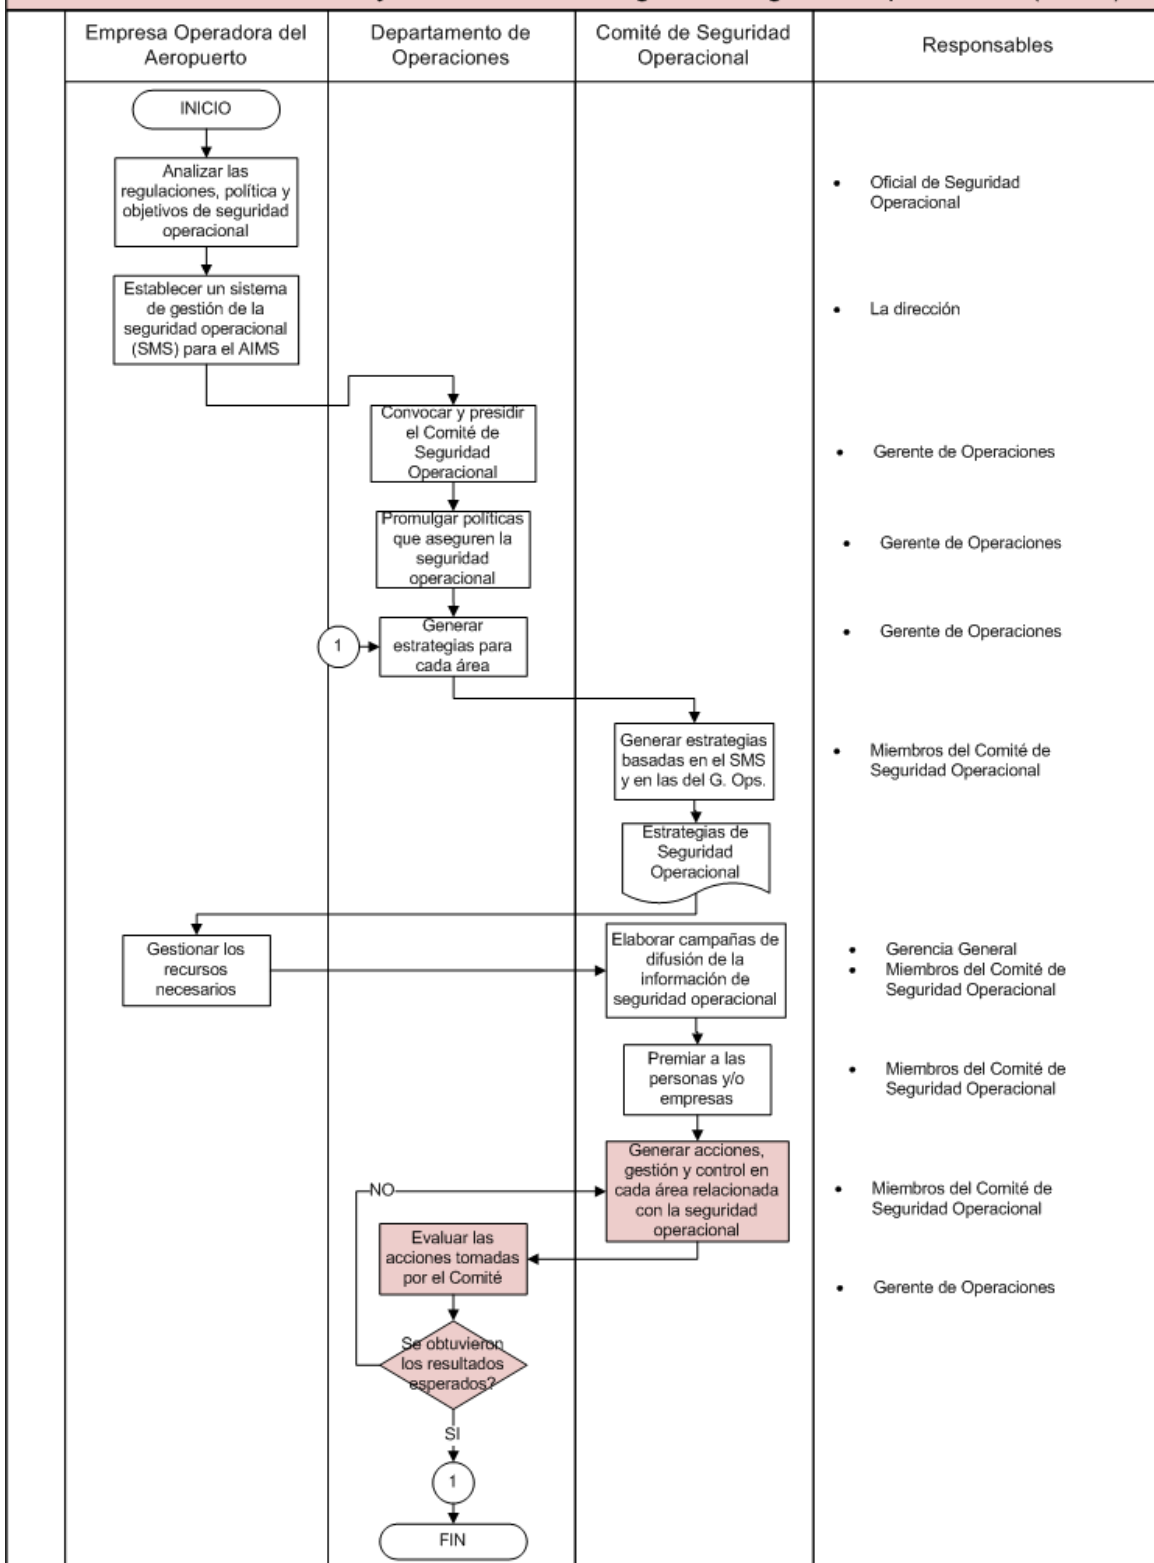 Empresa Operadora del
Aeropuerto
Departamento de
Operaciones
Comité de Seguridad
Operacional
Responsables
INICIO
Analizar las
regulaciones, política y
objetivos de seguridad
operacional
Oficial de Seguridad
Operacional
Establecer un sistema
de gestión de la
seguridad operacional
(SMS) para el AIMS
La dirección
Convocar y presidir
el Comité de
Seguridad
Operacional
Gerente de Operaciones
Promulgar políticas
que aseguren la
seguridad
operacional
Gerente de Operaciones
1
Generar
estrategias para
cada área
Gerente de Operaciones
Generar estrategias
basadas en el SMS
y en las del G. Ops.
Miembros del Comité de
Seguridad Operacional
Estrategias de
Seguridad
Operacional
Gestionar los
recursos
necesarios
Elaborar campañas de
difusión de la
información de
seguridad operacional
Gerencia General
Miembros del Comité de
Seguridad Operacional
Premiar a las
personas y/o
empresas
Miembros del Comité de
Seguridad Operacional
Generar acciones,
gestión y control en
cada área relacionada
con la seguridad
operacional
Miembros del Comité de
Seguridad Operacional
NO
Evaluar las
acciones tomadas
por el Comité
Gerente de Operaciones
Se obtuvieron
los resultados
esperados?
SI
1
FIN